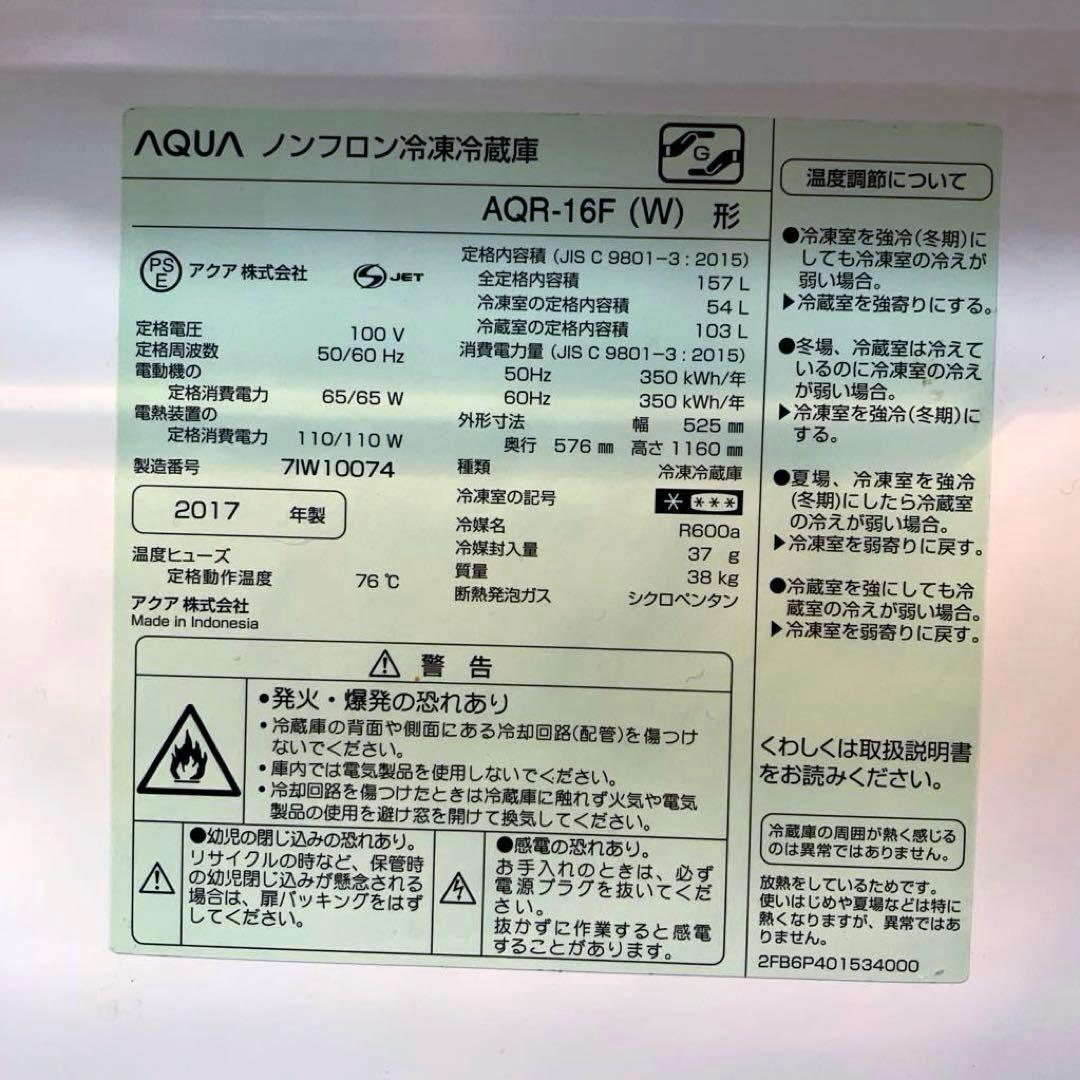 AQUA ノンフロン冷凍冷蔵庫
G
AQR-16F (W) 形
PS
E
アクア 株式会社
S JET
定格電圧 100 V
定格周波数 50/60 Hz
電動機の
定格消費電力 65/65 W
電熱装置の
定格消費電力 110/110 W
製造番号 7IW10074
2017 年製
温度ヒューズ
定格動作温度 76 ℃
アクア 株式会社
Made in Indonesia
定格内容積 (JIS C 9801-3 : 2015)
全定格内容積 157 L
冷凍室の定格内容積 54 L
冷蔵室の定格内容積 103 L
消費電力量 (JIS C 9801-3 : 2015)
50Hz 350 kWh/年
60Hz 350 kWh/年
外形寸法 幅 525 ㎜
奥行 576 ㎜ 高さ 1160 ㎜
種類 冷凍冷蔵庫
冷凍室の記号 * ***
冷媒名 R600a
冷媒封入量 37 g
質量 38 kg
断熱発泡ガス シクロペンタン
⚠ 警 告
●発火・爆発の恐れあり
・冷蔵庫の背面や側面にある冷却回路(配管)を傷つけ
ないでください。
・庫内では電気製品を使用しないでください。
・冷却回路を傷つけたときは冷蔵庫に触れず火気や電気
製品の使用を避け窓を開けて換気してください。
●幼児の閉じ込みの恐れあり。
リサイクルの時など、保管時
の幼児閉じ込みが懸念される
場合は、扉パッキングをはず
してください。
●感電の恐れあり。
お手入れのときは、必ず
電源プラグを抜いてくだ
さい。
抜かずに作業すると感電
することがあります。
温度調節について
●冷凍室を強冷(冬期)に
しても冷凍室の冷えが
弱い場合。
▶冷蔵室を強寄りにする。
●冬場、冷蔵室は冷えて
いるのに冷凍室の冷え
が弱い場合。
▶冷凍室を強冷(冬期)に
する。
●夏場、冷凍室を強冷
(冬期)にしたら冷蔵室
の冷えが弱い場合。
▶冷凍室を弱寄りに戻す。
●冷蔵室を強にしても冷
蔵室の冷えが弱い場合。
▶冷凍室を弱寄りに戻す。
くわしくは取扱説明書
をお読みください。
冷蔵庫の周囲が熱く感じる
のは異常ではありません。
放熱をしているためです。
使いはじめや夏場などは特に
熱くなりますが、異常ではあ
りません。
2FB6P401534000